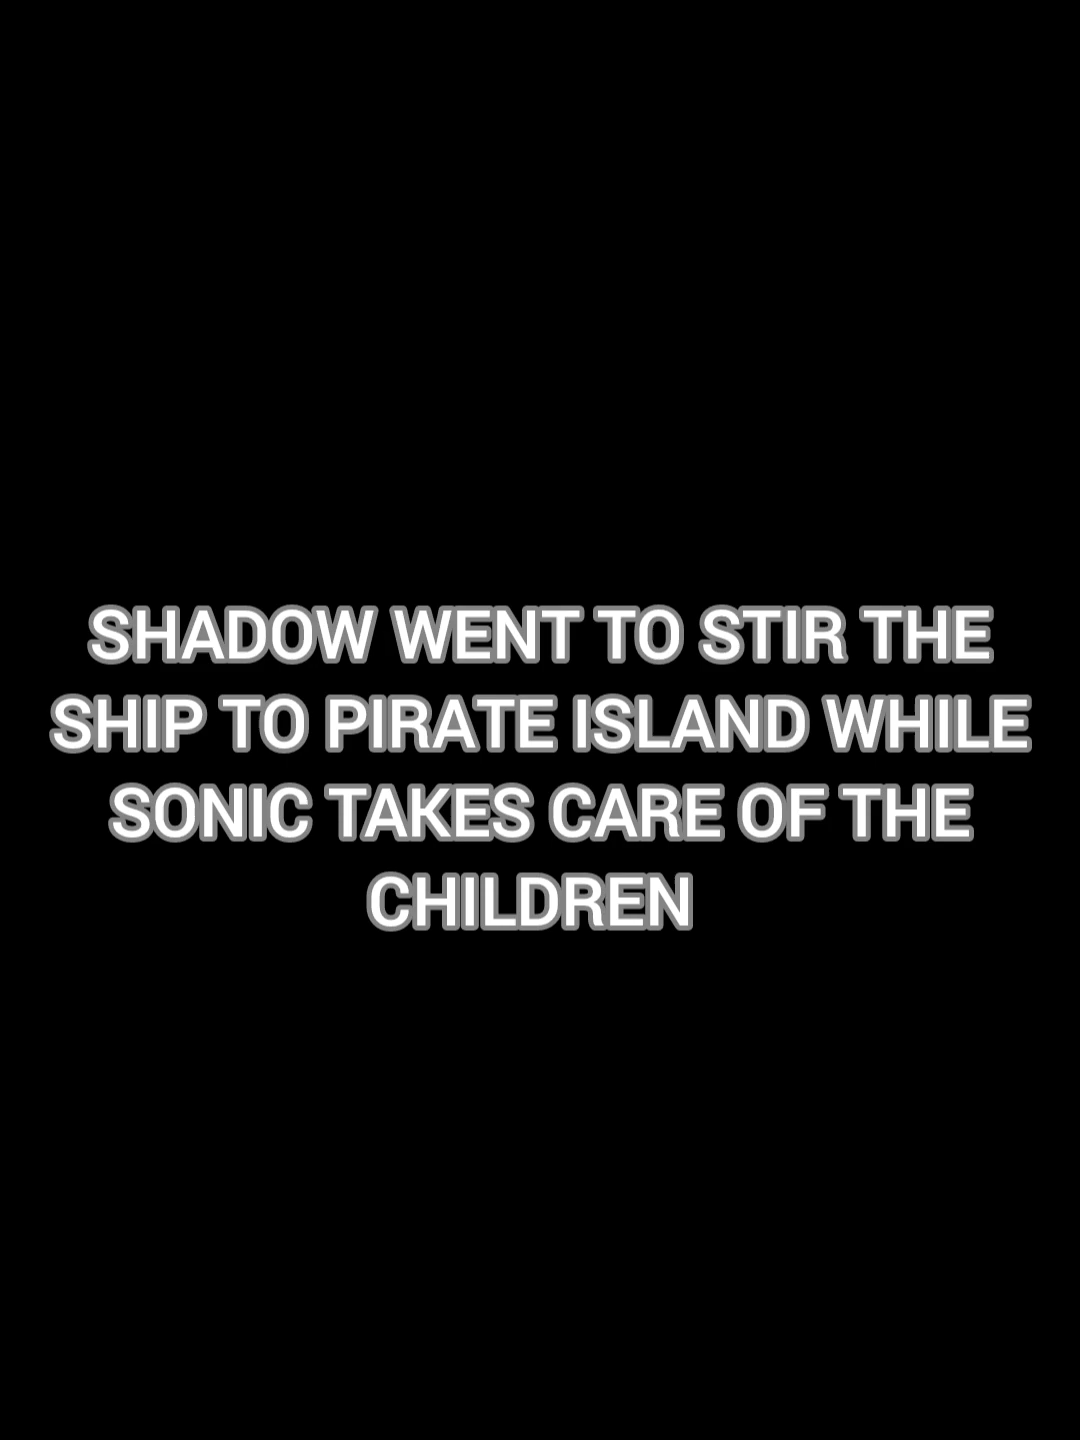 SHADOW WENT TO STIR THE
SHIP TO PIRATE ISLAND WHILE
SONIC TAKES CARE OF THE
CHILDREN